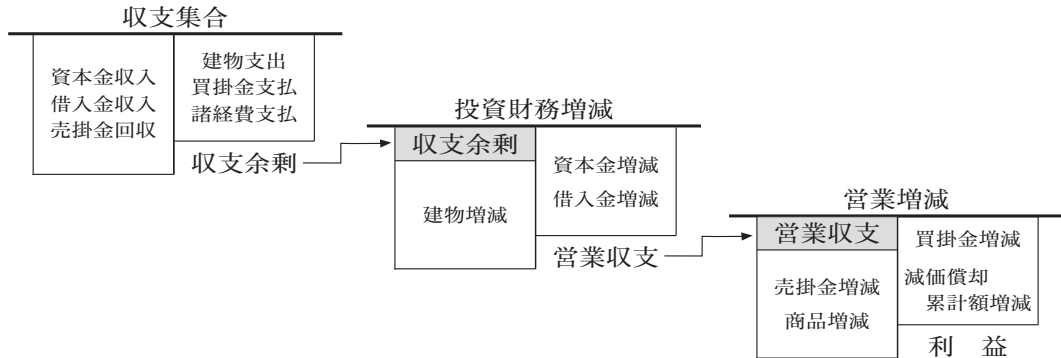 収支集合
資本金収入
借入金収入
売掛金回収
建物支出
買掛金支払
諸経費支払
収支余剰
投資財務増減
収支余剰
建物増減
資本金増減
借入金増減
営業収支
営業増減
営業収支
売掛金増減
商品増減
買掛金増減
減価償却
累計額増減
利 益